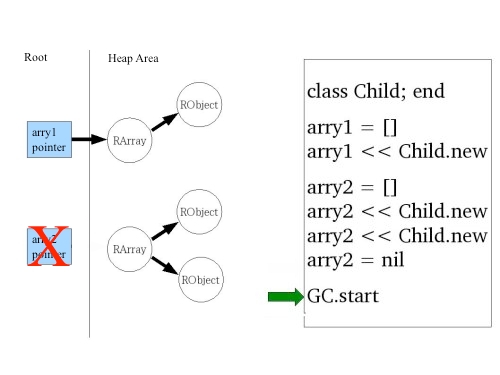 Root
Heap Area
arry1
pointer
RArray
RObject
arry2
pointer
X
RArray
RObject
RObject
class Child; end
arry1 = []
arry1 << Child.new
arry2 = []
arry2 << Child.new
arry2 << Child.new
arry2 = nil
GC.start